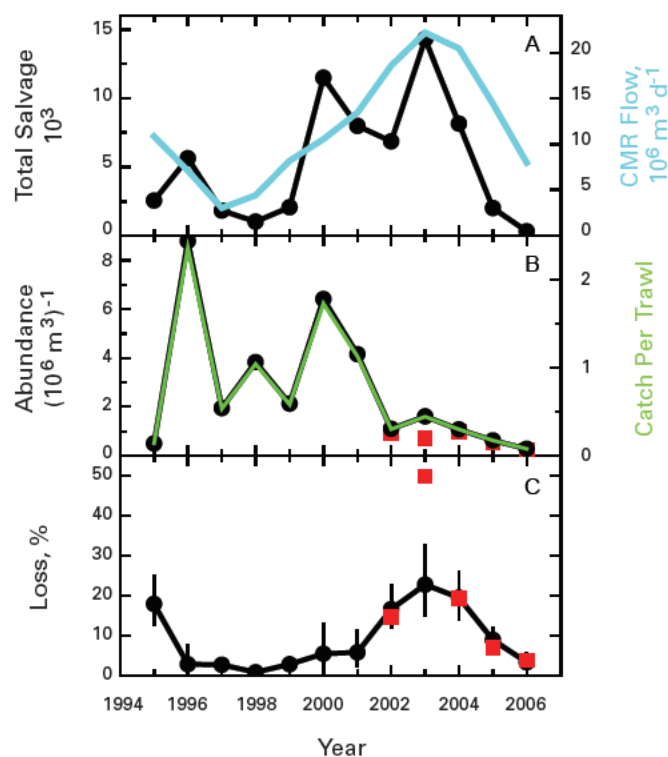 A
15
10
5
0
Total Salvage
10³
20
15
10
5
0
CMR Flow,
10⁶ m³ d⁻¹
B
8
6
4
2
0
Abundance
(10⁶ m³)⁻¹
2
1
0
Catch Per Trawl
C
50
40
30
20
10
0
Loss, %
1994 1996 1998 2000 2002 2004 2006
Year